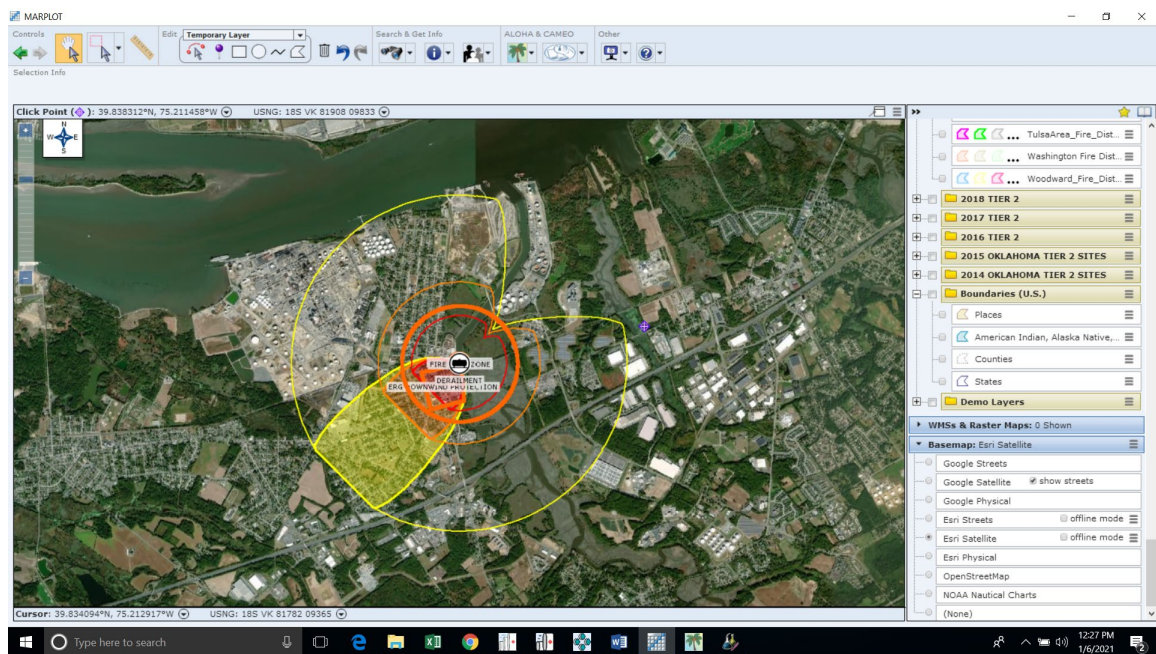 MARPLOT
Controls
Edit Temporary Layer
Search & Get Info
ALOHA & CAMEO
Other
Selection Info
Click Point ( ): 39.838312°N, 75.211458°W USNG: 18S VK 81908 09833
N
W E
S
FIRE ZONE
DERAILMENT
ERG DOWNWIND PROTECTION
TulsaArea_Fire_Dist...
Washington Fire Dist...
Woodward_Fire_Dist...
2018 TIER 2
2017 TIER 2
2016 TIER 2
2015 OKLAHOMA TIER 2 SITES
2014 OKLAHOMA TIER 2 SITES
Boundaries (U.S.)
Places
American Indian, Alaska Native,...
Counties
States
Demo Layers
WMSs & Raster Maps: 0 Shown
Basemap: Esri Satellite
Google Streets
Google Satellite show streets
Google Physical
Esri Streets offline mode
Esri Satellite offline mode
Esri Physical
OpenStreetMap
NOAA Nautical Charts
(None)
Cursor: 39.834094°N, 75.212917°W USNG: 18S VK 81782 09365
Type here to search
12:27 PM
1/6/2021